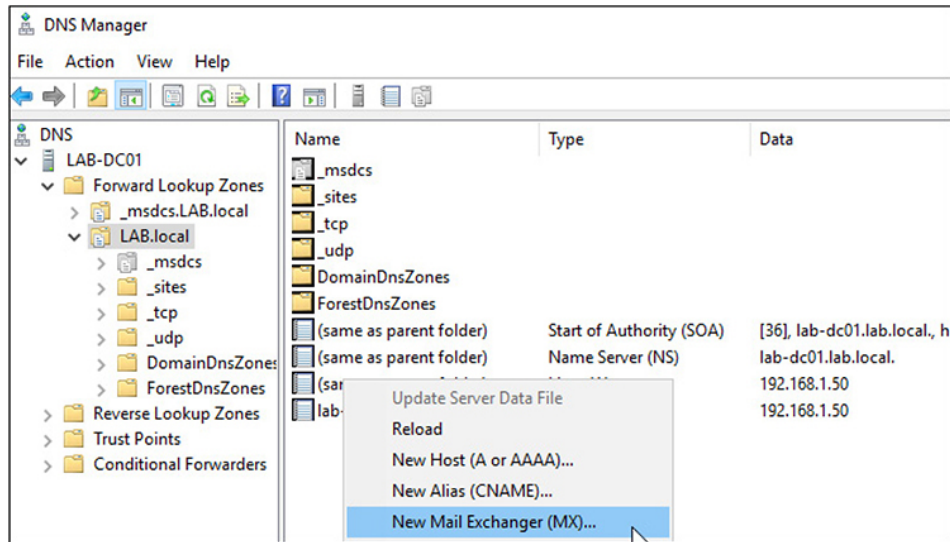 DNS Manager
File Action View Help
DNS
LAB-DC01
Forward Lookup Zones
_msdcs.LAB.local
LAB.local
_msdcs
_sites
_tcp
_udp
DomainDnsZones
ForestDnsZones
Reverse Lookup Zones
Trust Points
Conditional Forwarders
Name Type Data
_msdcs
_sites
_tcp
_udp
DomainDnsZones
ForestDnsZones
(same as parent folder) Start of Authority (SOA) [36], lab-dc01.lab.local., h
(same as parent folder) Name Server (NS) lab-dc01.lab.local.
(sar 192.168.1.50
lab- 192.168.1.50
Update Server Data File
Reload
New Host (A or AAAA)...
New Alias (CNAME)...
New Mail Exchanger (MX)...